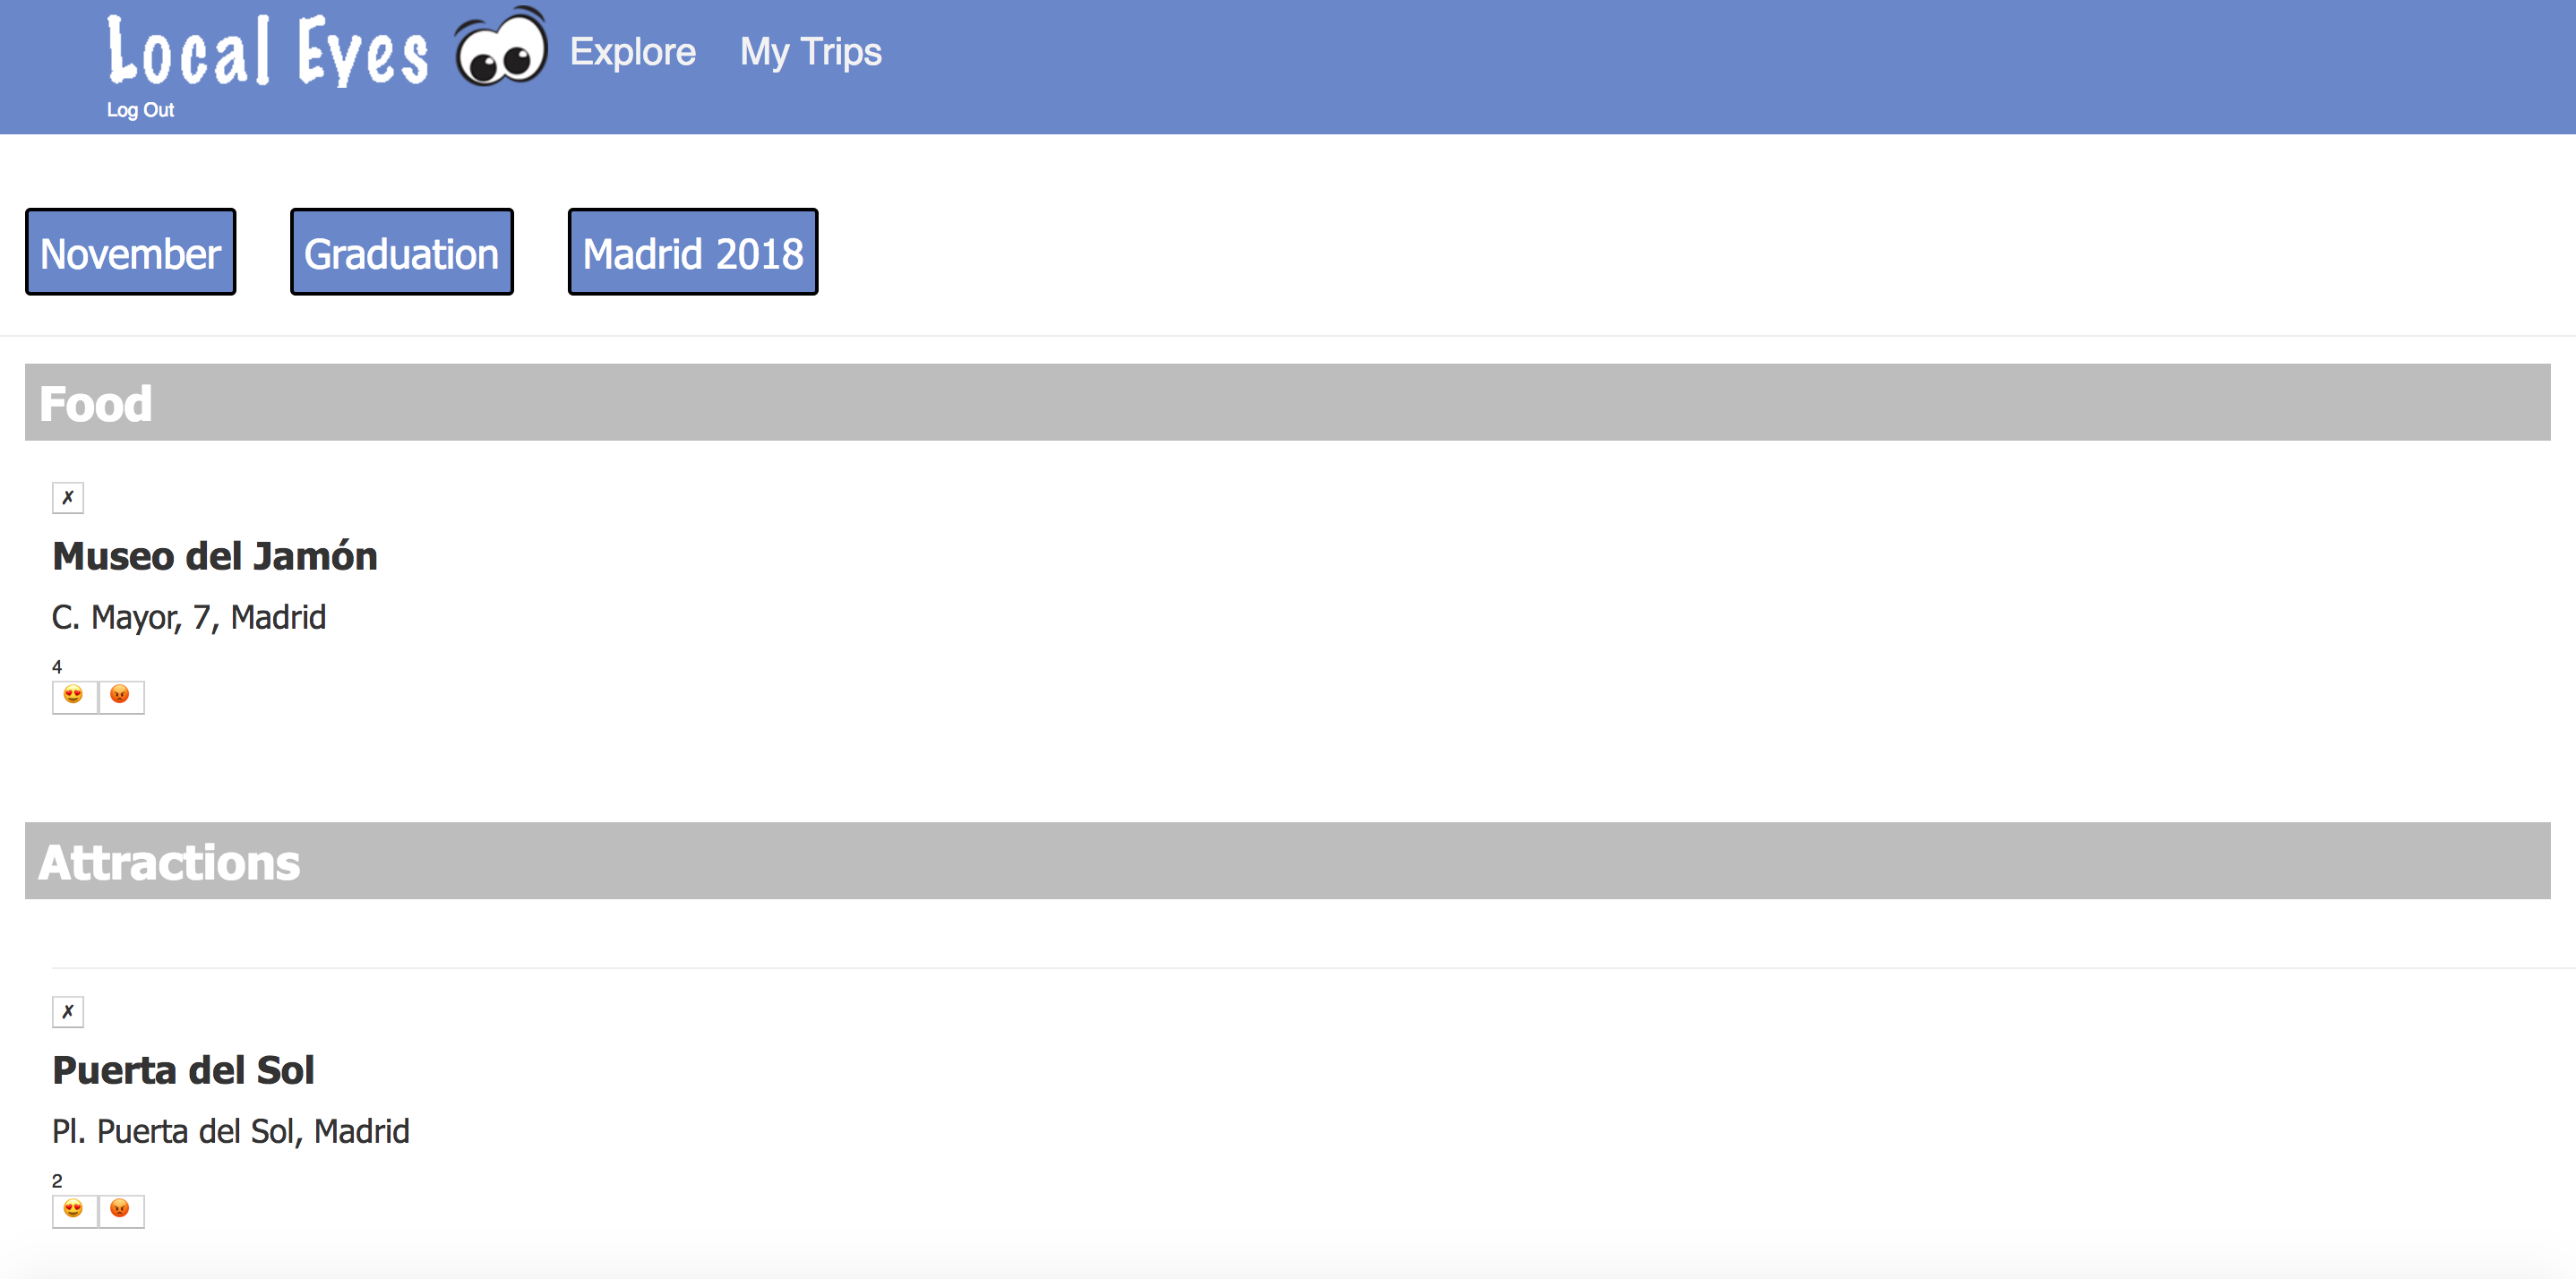 Local Eyes Explore My Trips
Log Out
November Graduation Madrid 2018
Food
✗
Museo del Jamón
C. Mayor, 7, Madrid
4
😍 😡
Attractions
✗
Puerta del Sol
Pl. Puerta del Sol, Madrid
2
😍 😡